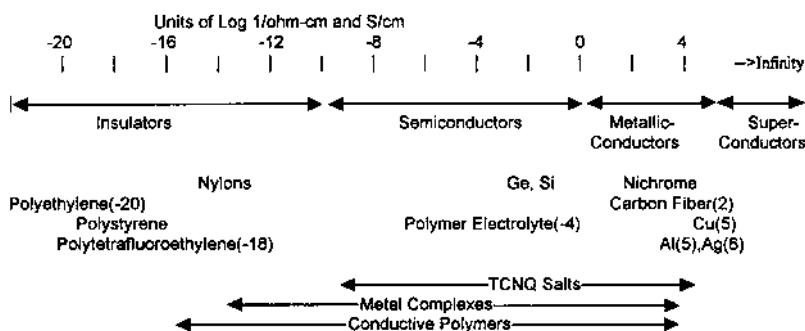 Units of Log 1/ohm-cm and S/cm
-20 -16 -12 -8 -4 0 4
-->Infinity
Insulators Semiconductors Metallic- Super-
Conductors Conductors
Nylons Ge, Si Nichrome
Polyethylene(-20) Carbon Fiber(2)
Polystyrene Polymer Electrolyte(-4) Cu(5)
Polytetrafluoroethylene(-18) Al(5),Ag(6)
TCNQ Salts
Metal Complexes
Conductive Polymers